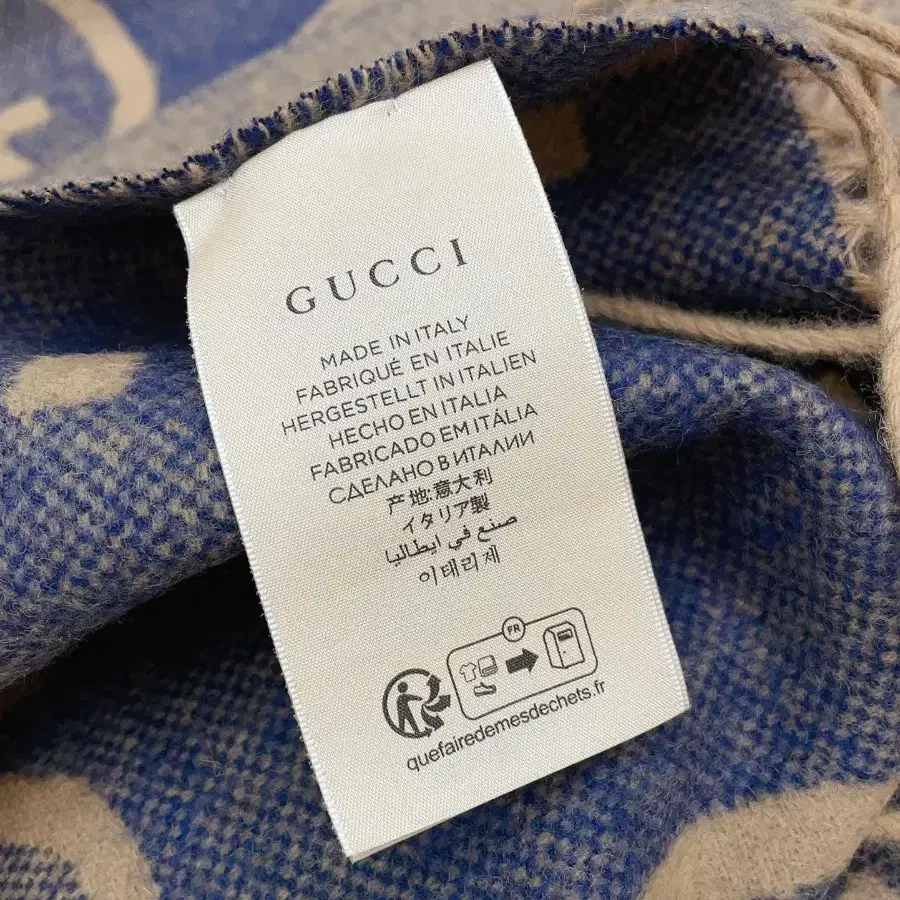 GUCCI
MADE IN ITALY
FABRIQUÉ EN ITALIE
HERGESTELLT IN ITALIEN
HECHO EN ITALIA
FABRICADO EM ITÁLIA
СДЕЛАНО В ИТАЛИИ
产地:意大利
イタリア製
صنع في ايطاليا
이태리제
FR
quefairedemesdechets.fr